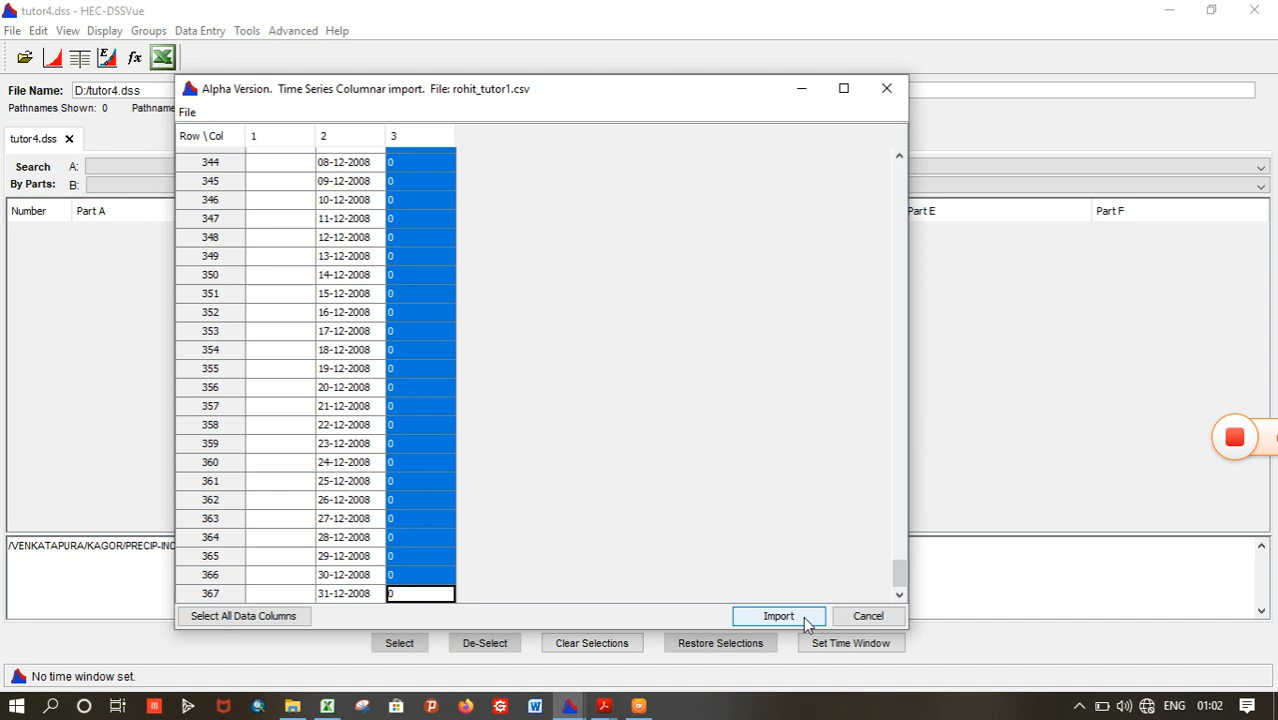 tutor4.dss - HEC-DSSVue
File Edit View Display Groups Data Entry Tools Advanced Help
File Name: D:/tutor4.dss
Pathnames Shown: 0 Pathname
tutor4.dss
Search A:
By Parts: B:
Number Part A Part E Part F
Alpha Version. Time Series Columnar import. File: rohit_tutor1.csv
File
Row \ Col 1 2 3
344 08-12-2008 0
345 09-12-2008 0
346 10-12-2008 0
347 11-12-2008 0
348 12-12-2008 0
349 13-12-2008 0
350 14-12-2008 0
351 15-12-2008 0
352 16-12-2008 0
353 17-12-2008 0
354 18-12-2008 0
355 19-12-2008 0
356 20-12-2008 0
357 21-12-2008 0
358 22-12-2008 0
359 23-12-2008 0
360 24-12-2008 0
361 25-12-2008 0
362 26-12-2008 0
363 27-12-2008 0
364 28-12-2008 0
365 29-12-2008 0
366 30-12-2008 0
367 31-12-2008 0
Select All Data Columns Import Cancel
/VENKATAPURA/KAGOR/PRECIP-INC
Select De-Select Clear Selections Restore Selections Set Time Window
No time window set.
ENG 01:02